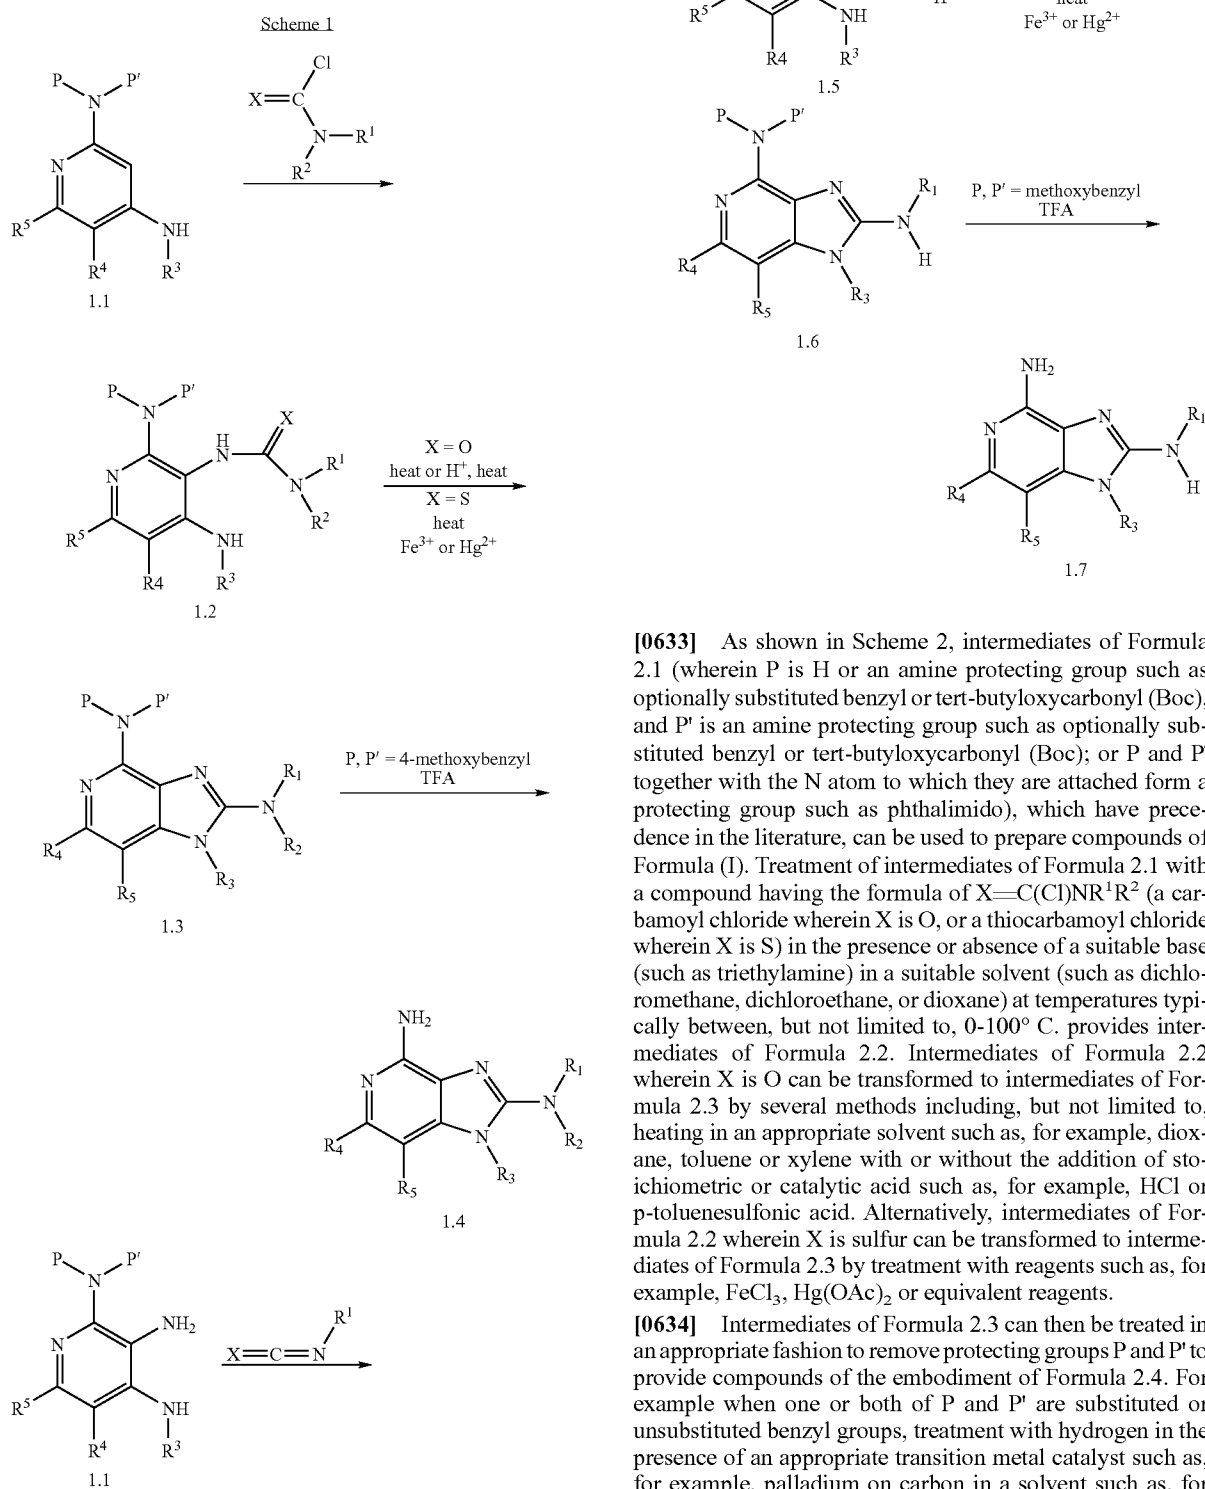 Scheme 1
P P'
N
Cl
X=C
N—R¹
R²
N
R⁵
NH
R⁴ R³
1.1
P P'
N
H
N
X
R¹
N
R²
N
R⁵
NH
R4 R³
1.2
X = O
heat or H⁺, heat
X = S
heat
Fe³⁺ or Hg²⁺
P P'
N
N N
R₁
N
R₂
R₄
N
R₃
R₅
1.3
P, P' = 4-methoxybenzyl
TFA
NH₂
N N
R₁
N
R₂
R₄
N
R₃
R₅
1.4
P P'
N
NH₂
N
R⁵
NH
R⁴ R³
1.1
R¹
X=C=N
R⁵
NH
R4 R³
1.5
Fe³⁺ or Hg²⁺
P P'
N
N N
R₁
N
H
R₄
N
R₃
R₅
1.6
P, P' = methoxybenzyl
TFA
NH₂
N N
R₁
N
H
R₄
N
R₃
R₅
1.7
[0633] As shown in Scheme 2, intermediates of Formula
2.1 (wherein P is H or an amine protecting group such as
optionally substituted benzyl or tert-butyloxycarbonyl (Boc),
and P' is an amine protecting group such as optionally sub-
stituted benzyl or tert-butyloxycarbonyl (Boc); or P and P'
together with the N atom to which they are attached form a
protecting group such as phthalimido), which have prece-
dence in the literature, can be used to prepare compounds of
Formula (I). Treatment of intermediates of Formula 2.1 with
a compound having the formula of X=C(Cl)NR¹R² (a car-
bamoyl chloride wherein X is O, or a thiocarbamoyl chloride
wherein X is S) in the presence or absence of a suitable base
(such as triethylamine) in a suitable solvent (such as dichlo-
romethane, dichloroethane, or dioxane) at temperatures typi-
cally between, but not limited to, 0-100° C. provides inter-
mediates of Formula 2.2. Intermediates of Formula 2.2
wherein X is O can be transformed to intermediates of For-
mula 2.3 by several methods including, but not limited to,
heating in an appropriate solvent such as, for example, diox-
ane, toluene or xylene with or without the addition of sto-
ichiometric or catalytic acid such as, for example, HCl or
p-toluenesulfonic acid. Alternatively, intermediates of For-
mula 2.2 wherein X is sulfur can be transformed to interme-
diates of Formula 2.3 by treatment with reagents such as, for
example, FeCl₃, Hg(OAc)₂ or equivalent reagents.
[0634] Intermediates of Formula 2.3 can then be treated in
an appropriate fashion to remove protecting groups P and P' to
provide compounds of the embodiment of Formula 2.4. For
example when one or both of P and P' are substituted or
unsubstituted benzyl groups, treatment with hydrogen in the
presence of an appropriate transition metal catalyst such as,
for example, palladium on carbon in a solvent such as, for